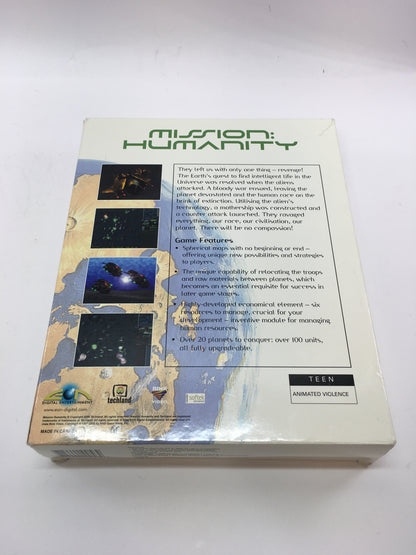 MISSION:
HUMANITY
They left us with only one thing – revenge!
The Earth's quest to find intelligent life in the
Universe was resolved when the aliens
attacked. A bloody war ensued, leaving the
planet devastated and the human race on the
brink of extinction. Utilising the alien's
technology, a mothership was constructed and
a counter attack launched. They ravaged
everything, our race, our civilisation, our
planet. There will be no compassion!
Game Features
• Spherical maps with no beginning or end –
offering unique new possibilities and strategies
to players.
• The unique capability of relocating the troops
and raw materials between planets, which
becomes an essential requisite for success in
later game stages.
• Highly-developed economical element – six
resources to manage, crucial for your
development – inventive module for managing
human resources.
• Over 20 planets to conquer: over 100 units,
all fully upgradeable.
DIGITAL ENTERTAINMENT
www.eon-digital.com
techland
TEEN
ANIMATED VIOLENCE
MADE IN